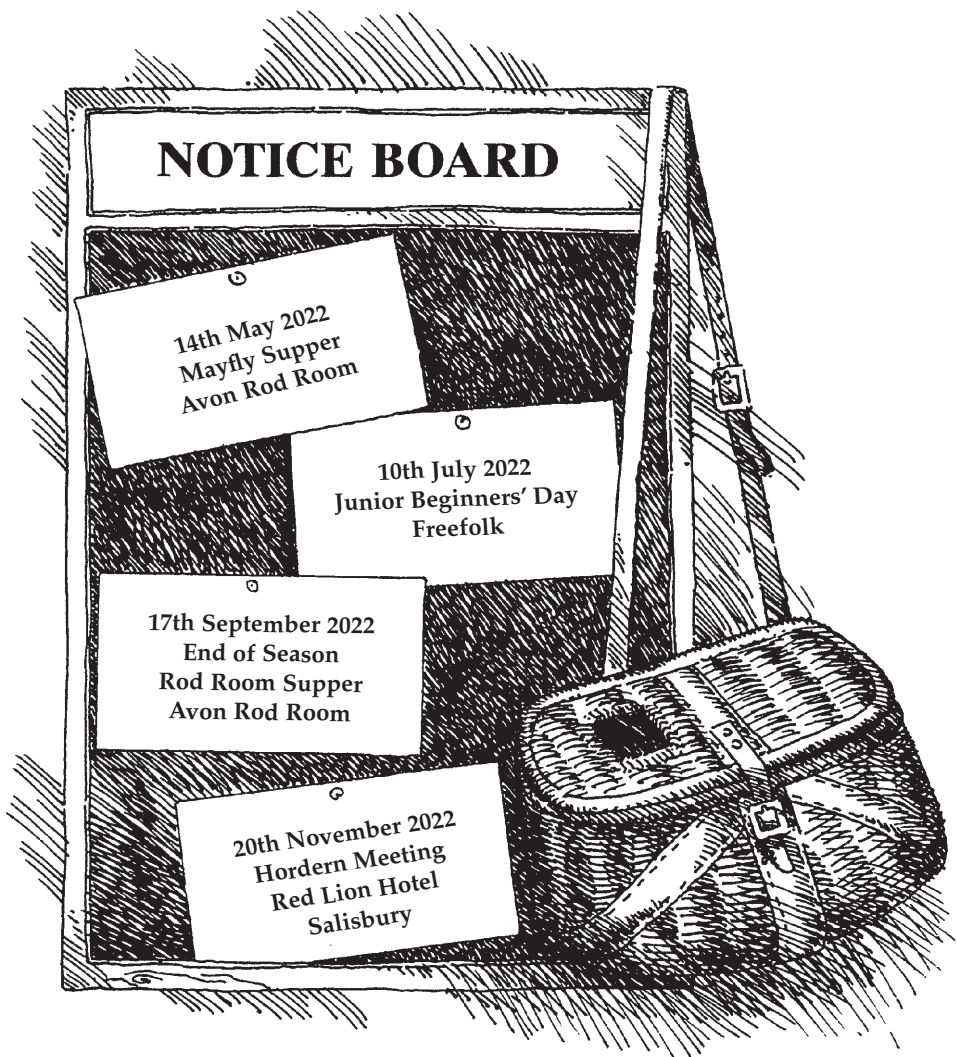 NOTICE BOARD
14th May 2022
Mayfly Supper
Avon Rod Room
10th July 2022
Junior Beginners’ Day
Freefolk
17th September 2022
End of Season
Rod Room Supper
Avon Rod Room
20th November 2022
Hordern Meeting
Red Lion Hotel
Salisbury